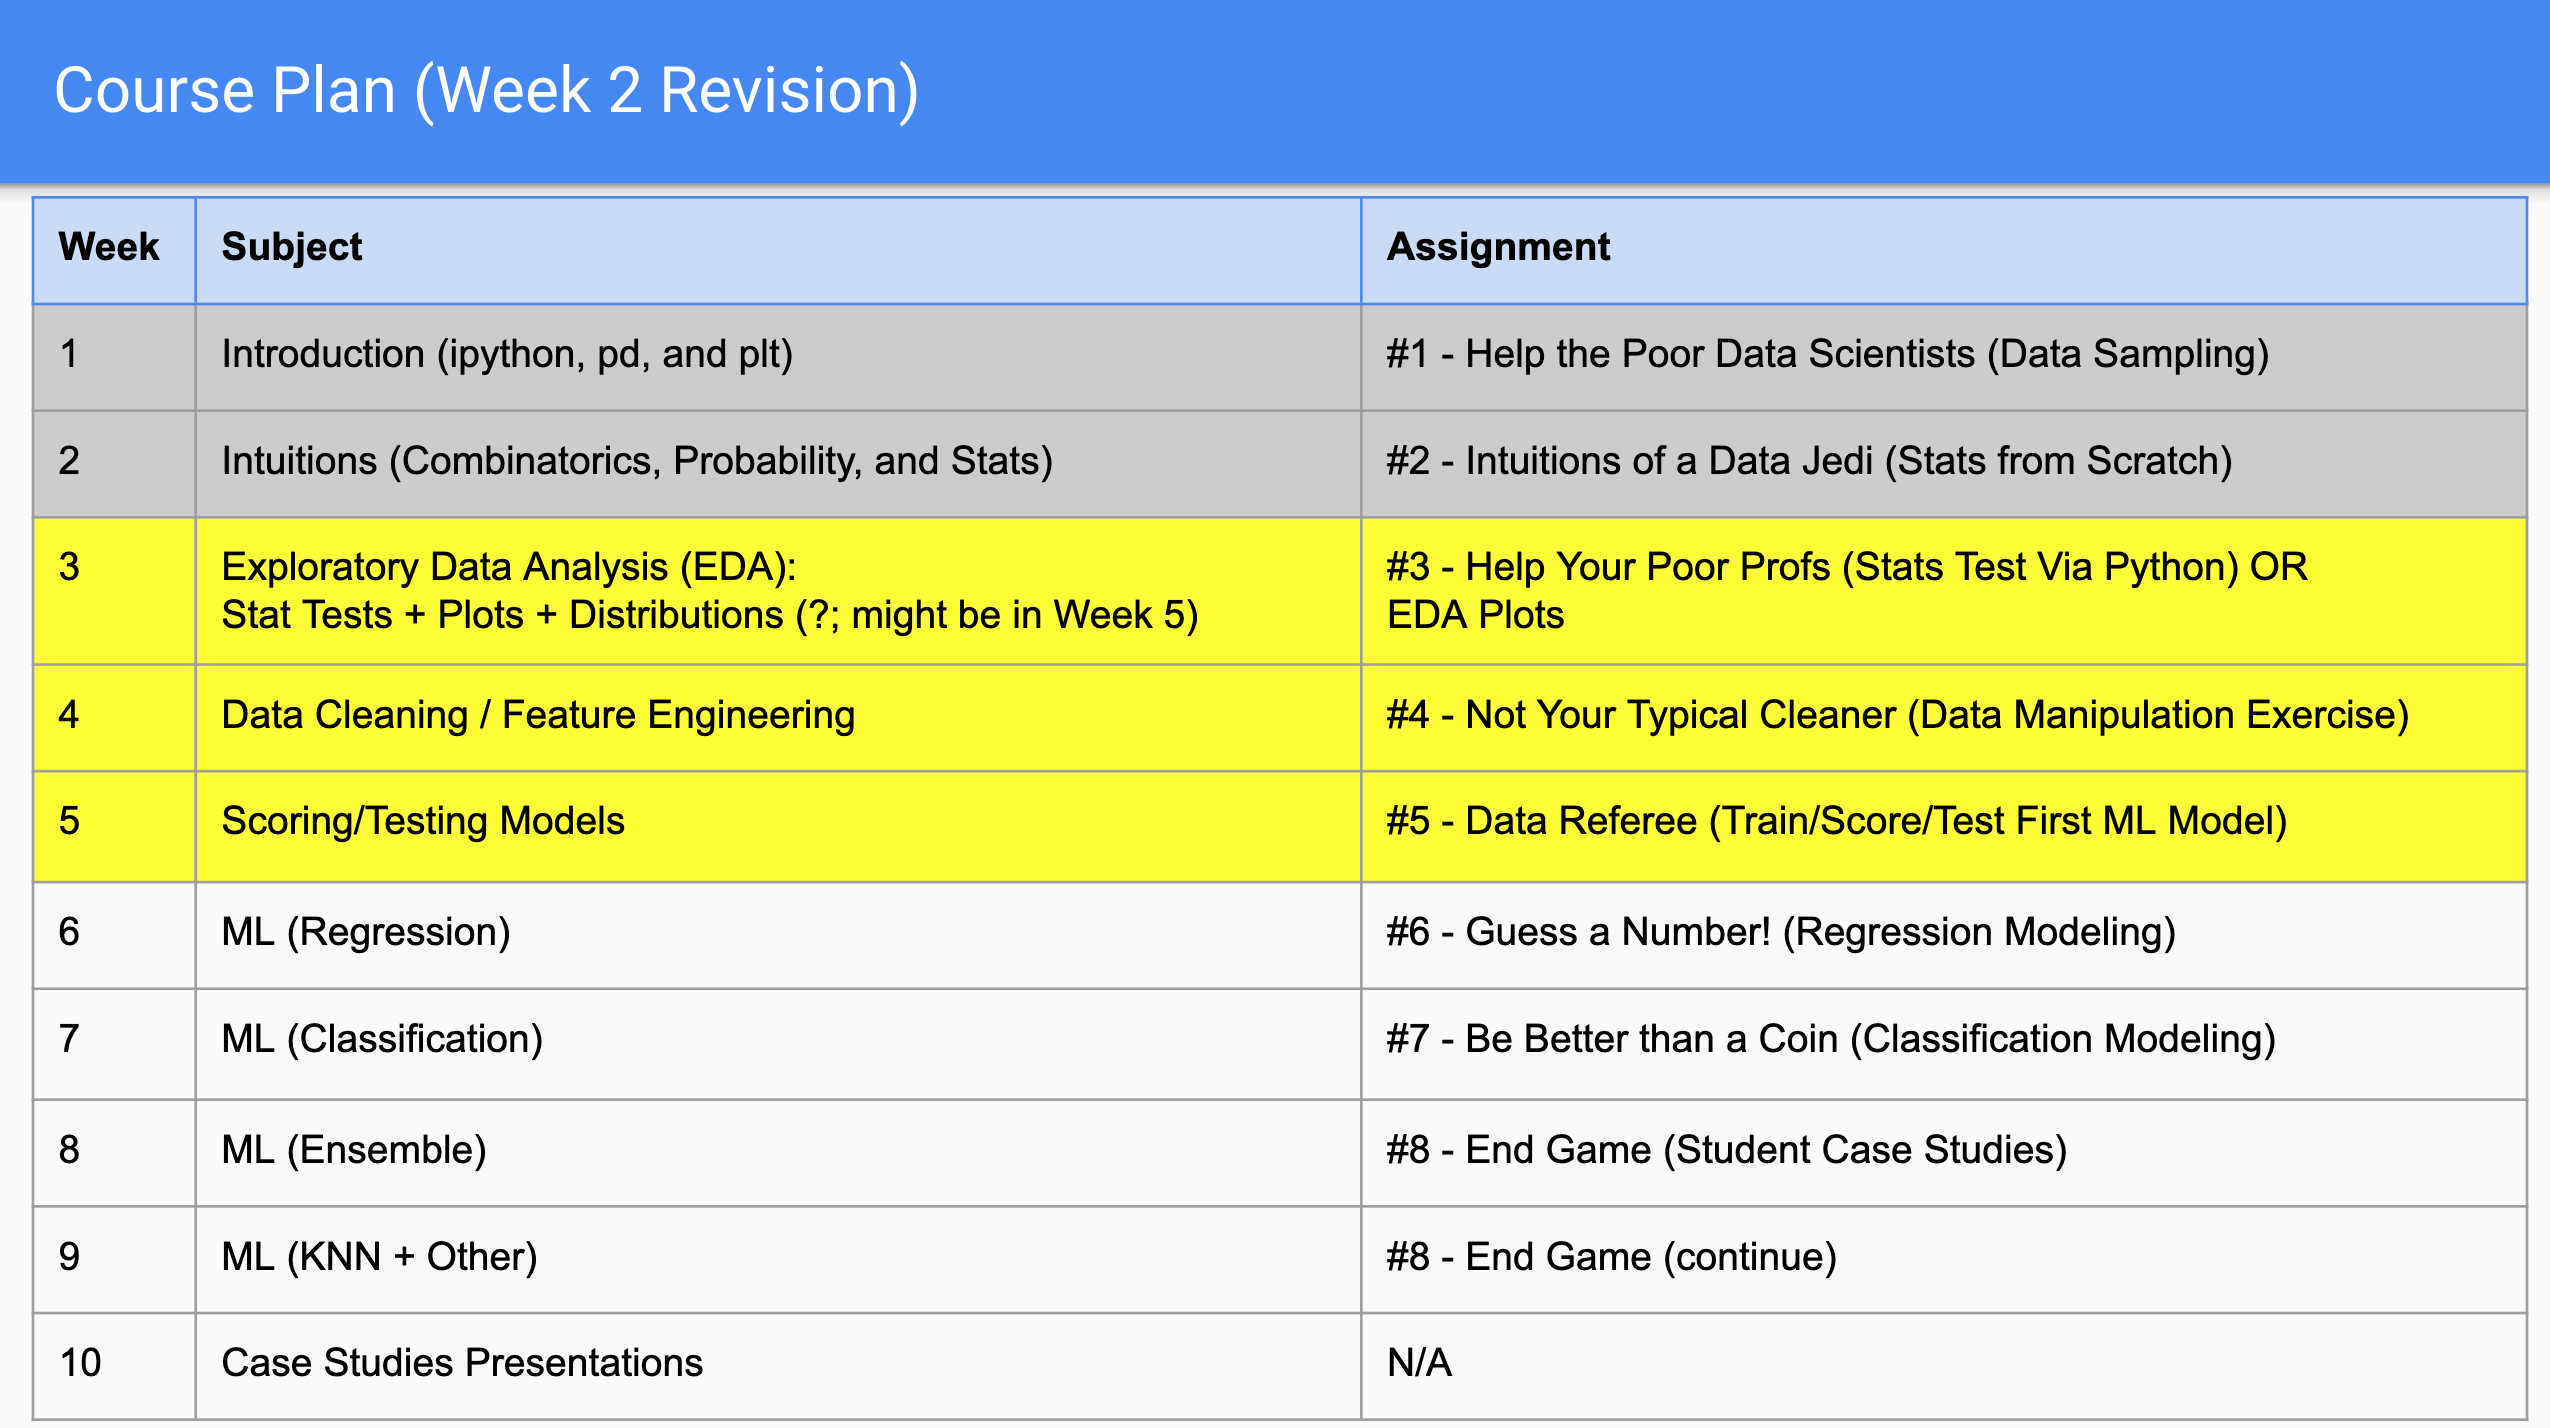 Course Plan (Week 2 Revision)
Week Subject Assignment
1 Introduction (ipython, pd, and plt) #1 - Help the Poor Data Scientists (Data Sampling)
2 Intuitions (Combinatorics, Probability, and Stats) #2 - Intuitions of a Data Jedi (Stats from Scratch)
3 Exploratory Data Analysis (EDA): #3 - Help Your Poor Profs (Stats Test Via Python) OR
Stat Tests + Plots + Distributions (?; might be in Week 5) EDA Plots
4 Data Cleaning / Feature Engineering #4 - Not Your Typical Cleaner (Data Manipulation Exercise)
5 Scoring/Testing Models #5 - Data Referee (Train/Score/Test First ML Model)
6 ML (Regression) #6 - Guess a Number! (Regression Modeling)
7 ML (Classification) #7 - Be Better than a Coin (Classification Modeling)
8 ML (Ensemble) #8 - End Game (Student Case Studies)
9 ML (KNN + Other) #8 - End Game (continue)
10 Case Studies Presentations N/A